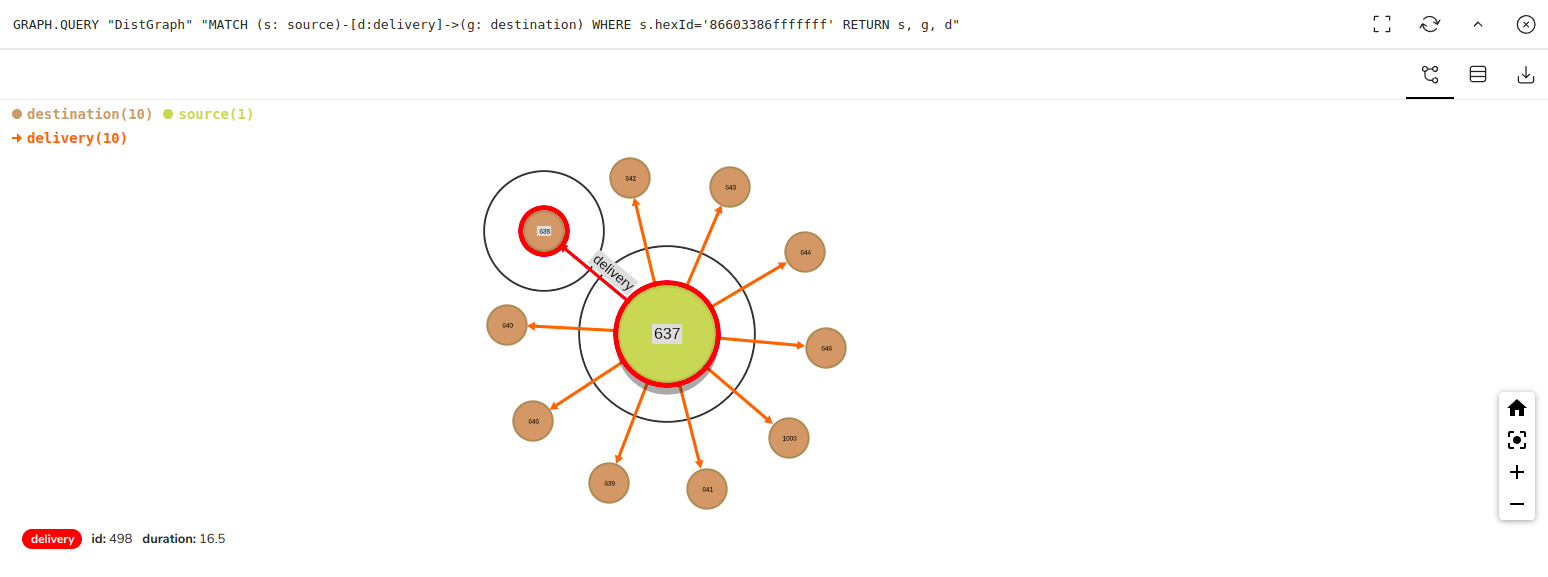 GRAPH.QUERY "DistGraph" "MATCH (s: source)-[d:delivery]->(g: destination) WHERE s.hexId='86603386fffffff' RETURN s, g, d"
destination(10) source(1)
delivery(10)
642
643
638
644
delivery
640
637
646
645
1003
639
641
delivery id: 498 duration: 16.5